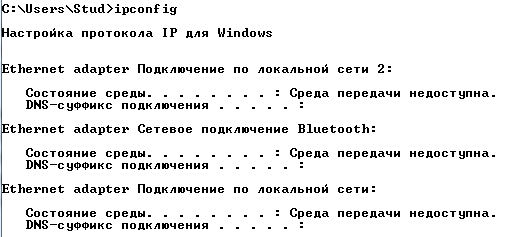 C:\Users\Stud>ipconfig
Настройка протокола IP для Windows
Ethernet adapter Подключение по локальной сети 2:
Состояние среды. . . . . . . . : Среда передачи недоступна.
DNS-суффикс подключения . . . . . :
Ethernet adapter Сетевое подключение Bluetooth:
Состояние среды. . . . . . . . : Среда передачи недоступна.
DNS-суффикс подключения . . . . . :
Ethernet adapter Подключение по локальной сети:
Состояние среды. . . . . . . . : Среда передачи недоступна.
DNS-суффикс подключения . . . . . :